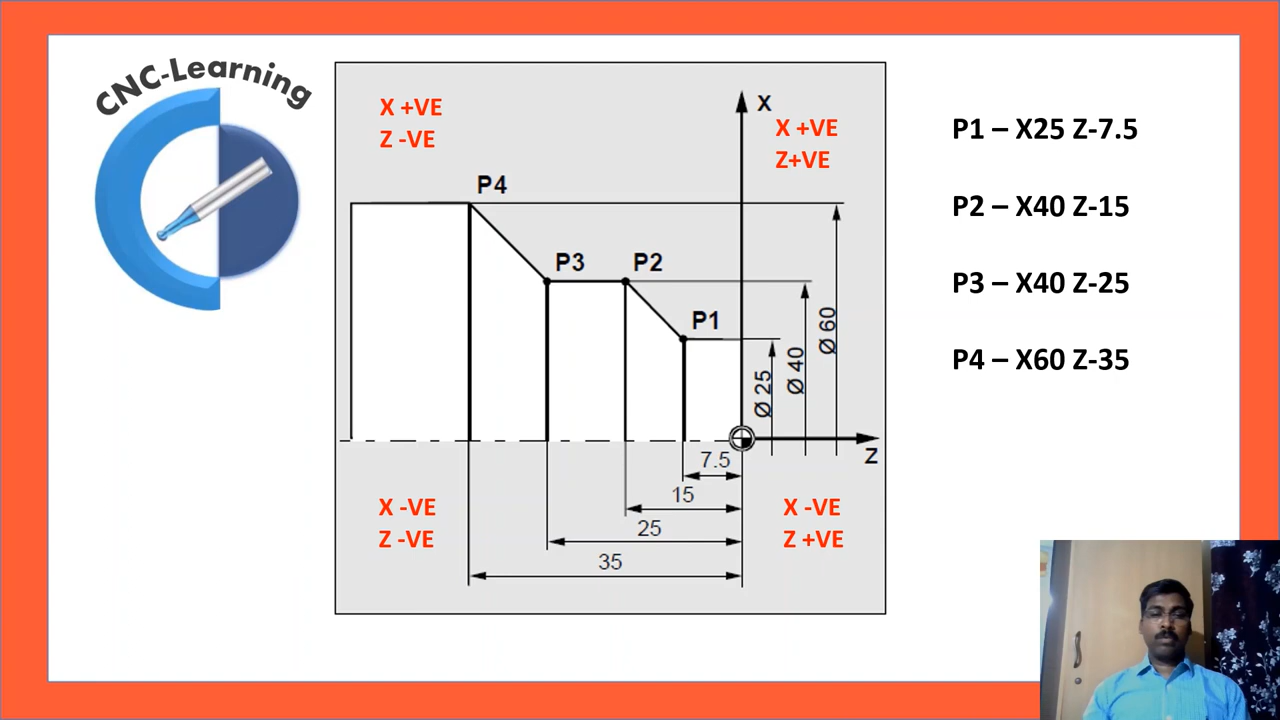 CNC-Learning
X +VE
Z -VE
X
X +VE
Z+VE
P4
P3
P2
P1
Ø 25
Ø 40
Ø 60
Z
7.5
15
25
35
X -VE
Z -VE
X -VE
Z +VE
P1 – X25 Z-7.5
P2 – X40 Z-15
P3 – X40 Z-25
P4 – X60 Z-35